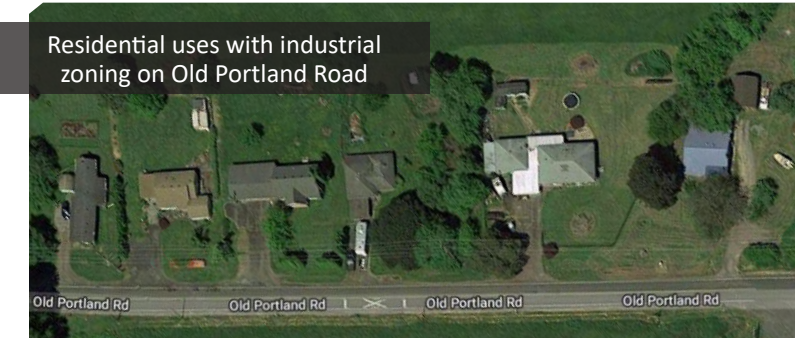 Residential uses with industrial
zoning on Old Portland Road
Old Portland Rd
Old Portland Rd
Old Portland Rd
Old Portland Rd